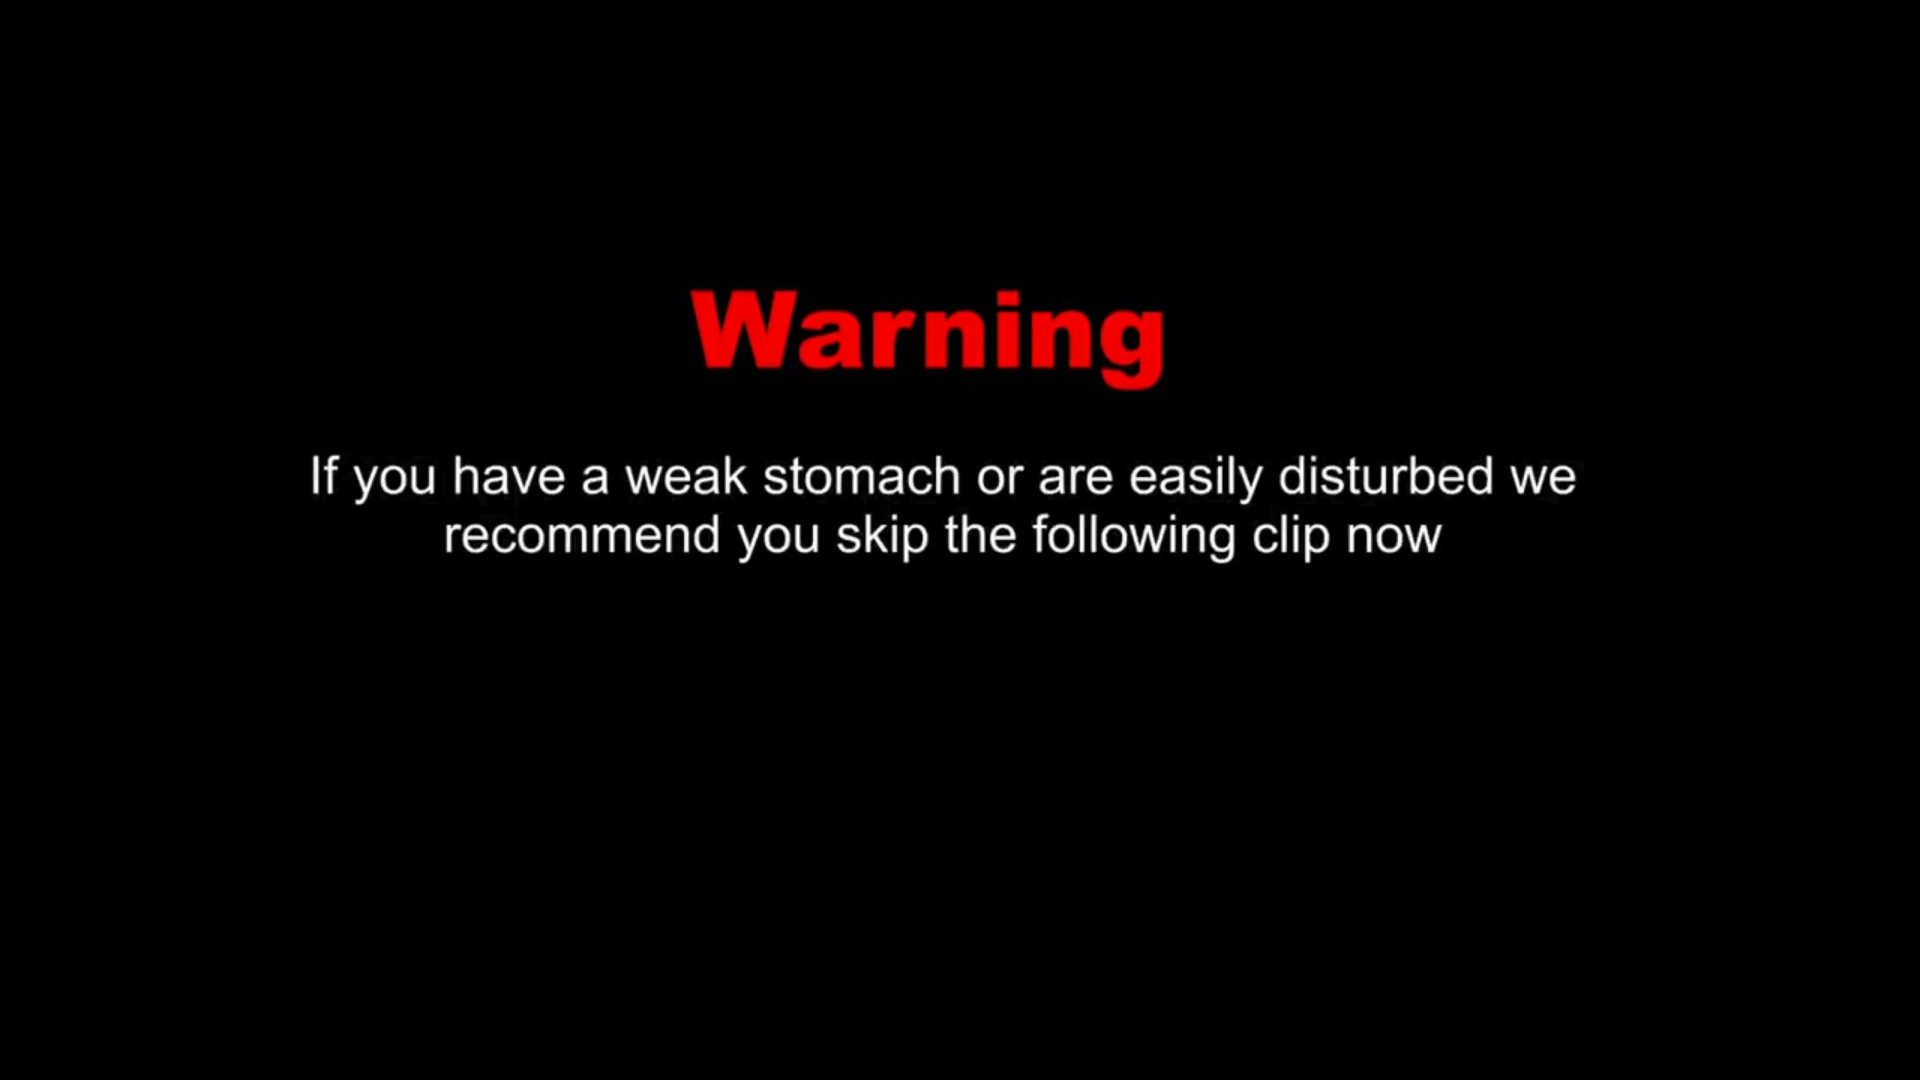 Warning
If you have a weak stomach or are easily disturbed we
recommend you skip the following clip now